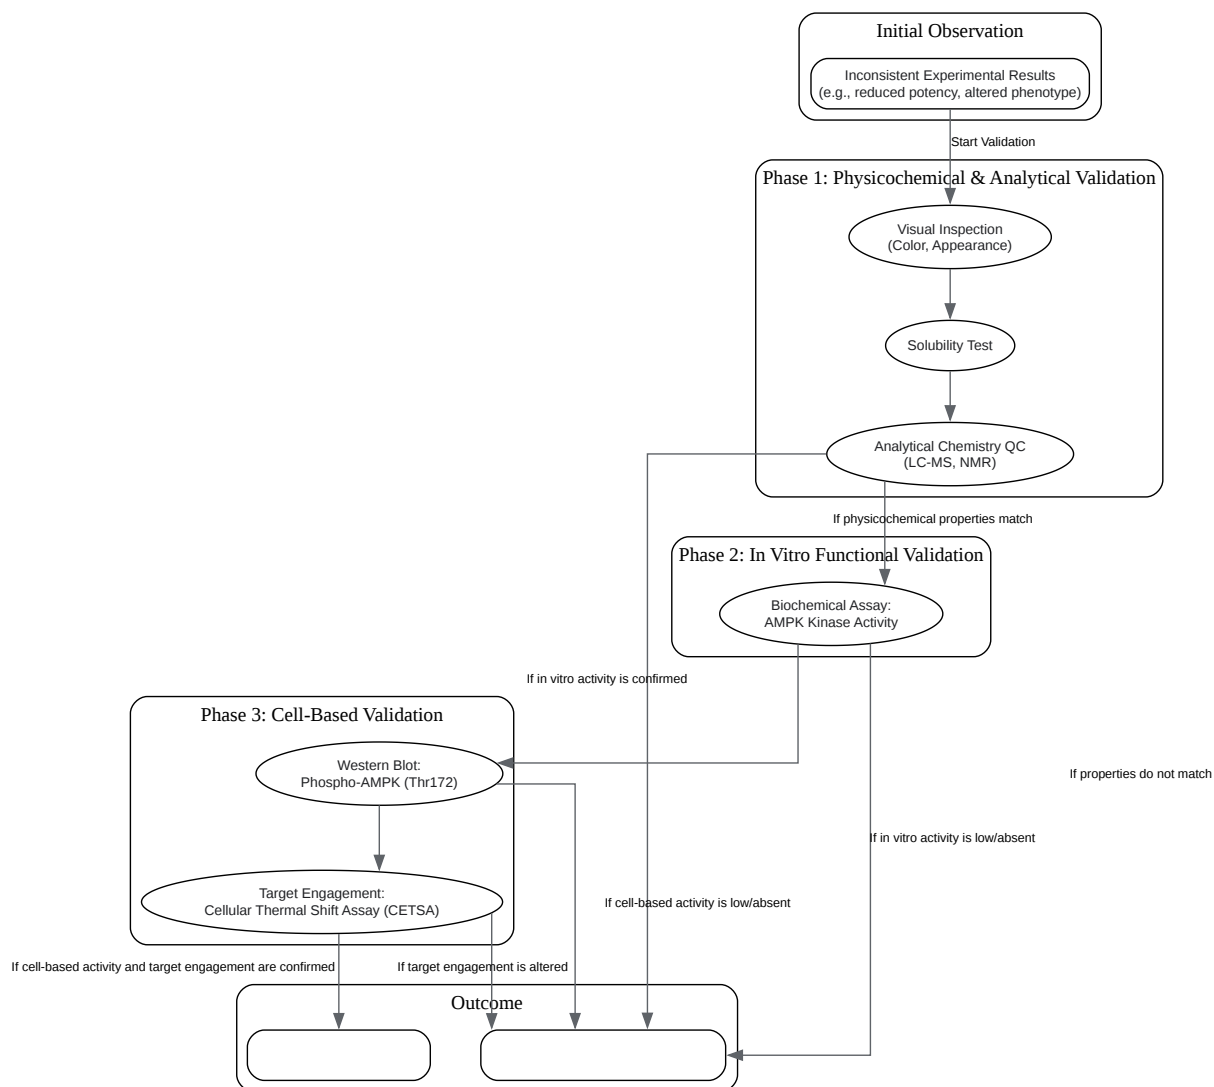 Initial Observation
Inconsistent Experimental Results
(e.g., reduced potency, altered phenotype)
Start Validation
Phase 1: Physicochemical & Analytical Validation
Visual Inspection
(Color, Appearance)
Solubility Test
Analytical Chemistry QC
(LC-MS, NMR)
If physicochemical properties match
Phase 2: In Vitro Functional Validation
Biochemical Assay:
AMPK Kinase Activity
If in vitro activity is confirmed
Phase 3: Cell-Based Validation
Western Blot:
Phospho-AMPK (Thr172)
If properties do not match
If in vitro activity is low/absent
Target Engagement:
Cellular Thermal Shift Assay (CETSA)
If cell-based activity is low/absent
If cell-based activity and target engagement are confirmed
If target engagement is altered
Outcome